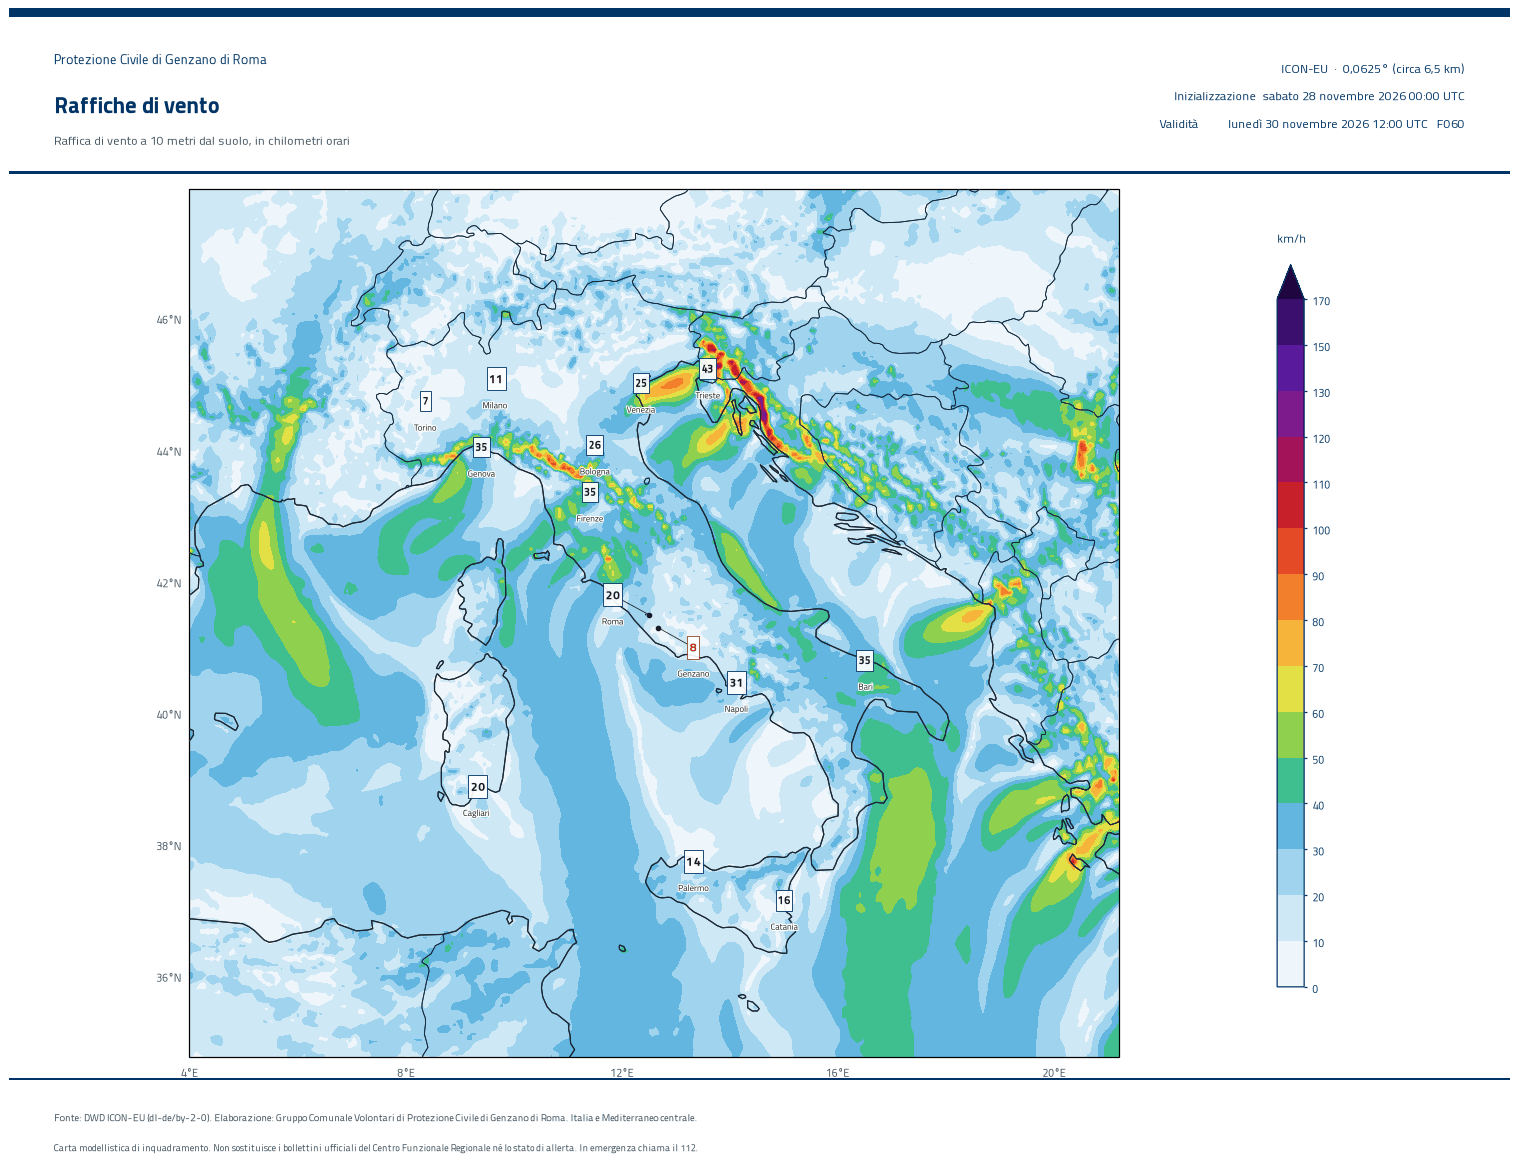 Protezione Civile di Genzano di Roma
Raffiche di vento
Raffica di vento a 10 metri dal suolo, in chilometri orari
ICON-EU · 0,0625° (circa 6,5 km)
Inizializzazione sabato 28 novembre 2026 00:00 UTC
Validità lunedì 30 novembre 2026 12:00 UTC F060
km/h
170
150
130
120
110
100
90
80
70
60
50
40
30
20
10
0
46°N
44°N
42°N
40°N
38°N
36°N
4°E
8°E
12°E
16°E
20°E
43
Trieste
25
Venezia
11
Milano
7
Torino
35
Genova
26
Bologna
35
Firenze
20
Roma
8
Genzano
31
Napoli
35
Bari
20
Cagliari
14
Palermo
16
Catania
Fonte: DWD ICON-EU (dl-de/by-2-0). Elaborazione: Gruppo Comunale Volontari di Protezione Civile di Genzano di Roma. Italia e Mediterraneo centrale.
Carta modellistica di inquadramento. Non sostituisce i bollettini ufficiali del Centro Funzionale Regionale né lo stato di allerta. In emergenza chiama il 112.